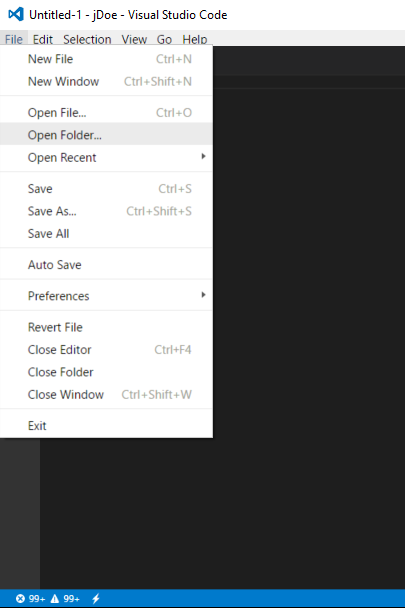 Untitled-1 - jDoe - Visual Studio Code
File Edit Selection View Go Help
New File Ctrl+N
New Window Ctrl+Shift+N
Open File... Ctrl+O
Open Folder...
Open Recent
Save Ctrl+S
Save As... Ctrl+Shift+S
Save All
Auto Save
Preferences
Revert File
Close Editor Ctrl+F4
Close Folder
Close Window Ctrl+Shift+W
Exit
99+ 99+